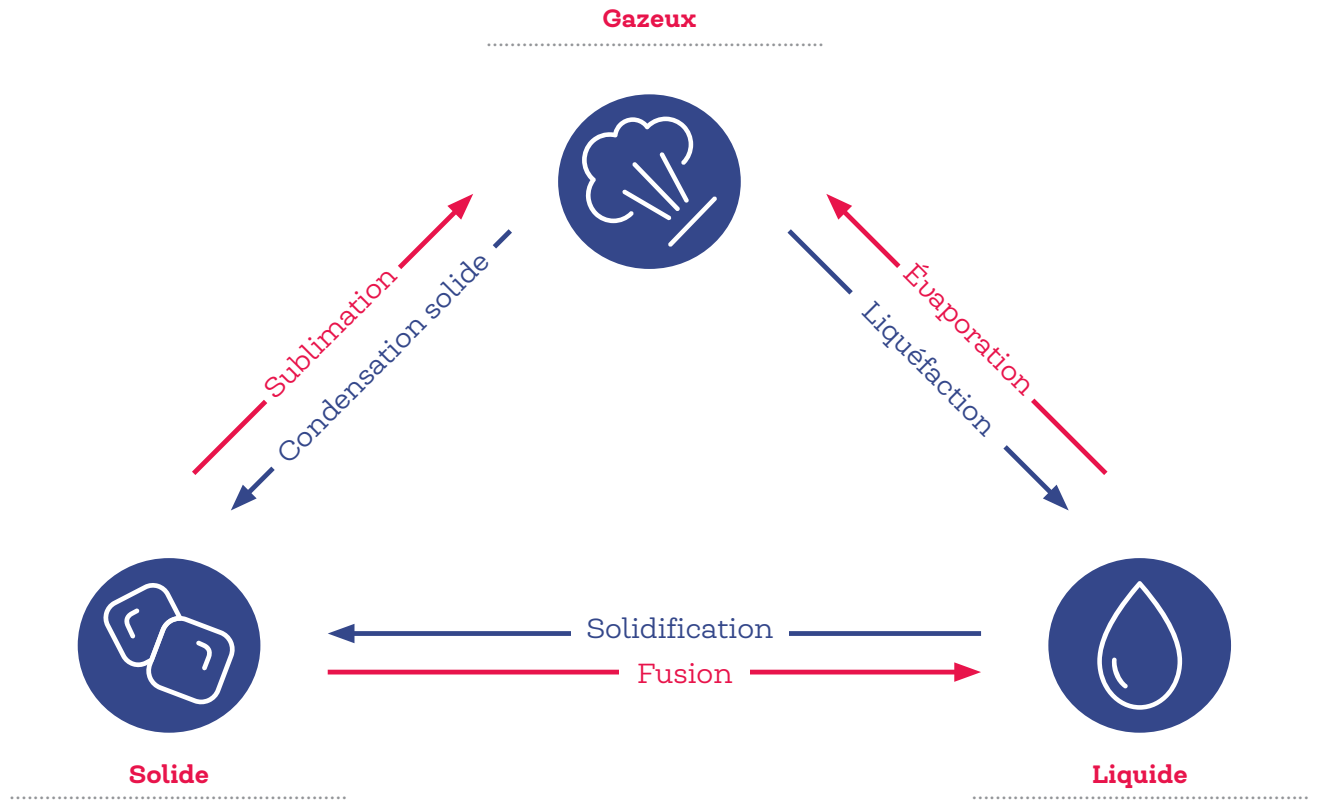 Gazeux
Sublimation
Condensation solide
Évaporation
Liquéfaction
Solidification
Fusion
Solide
Liquide